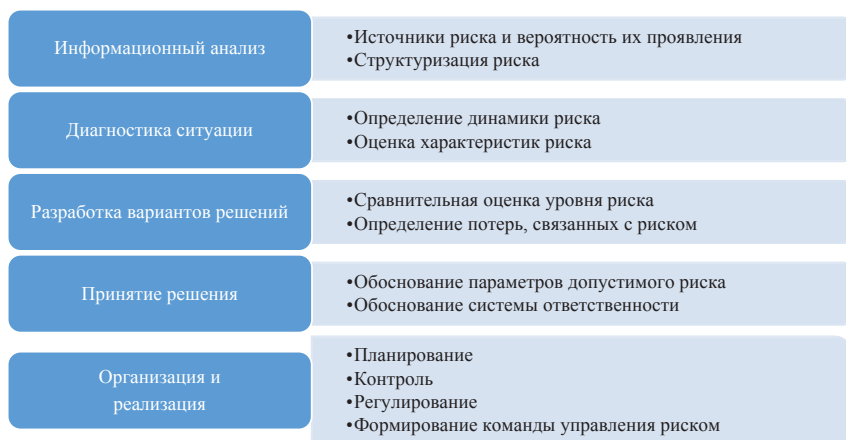 Информационный анализ
•Источники риска и вероятность их проявления
•Структуризация риска
Диагностика ситуации
•Определение динамики риска
•Оценка характеристик риска
Разработка вариантов решений
•Сравнительная оценка уровня риска
•Определение потерь, связанных с риском
Принятие решения
•Обоснование параметров допустимого риска
•Обоснование системы ответственности
Организация и
реализация
•Планирование
•Контроль
•Регулирование
•Формирование команды управления риском